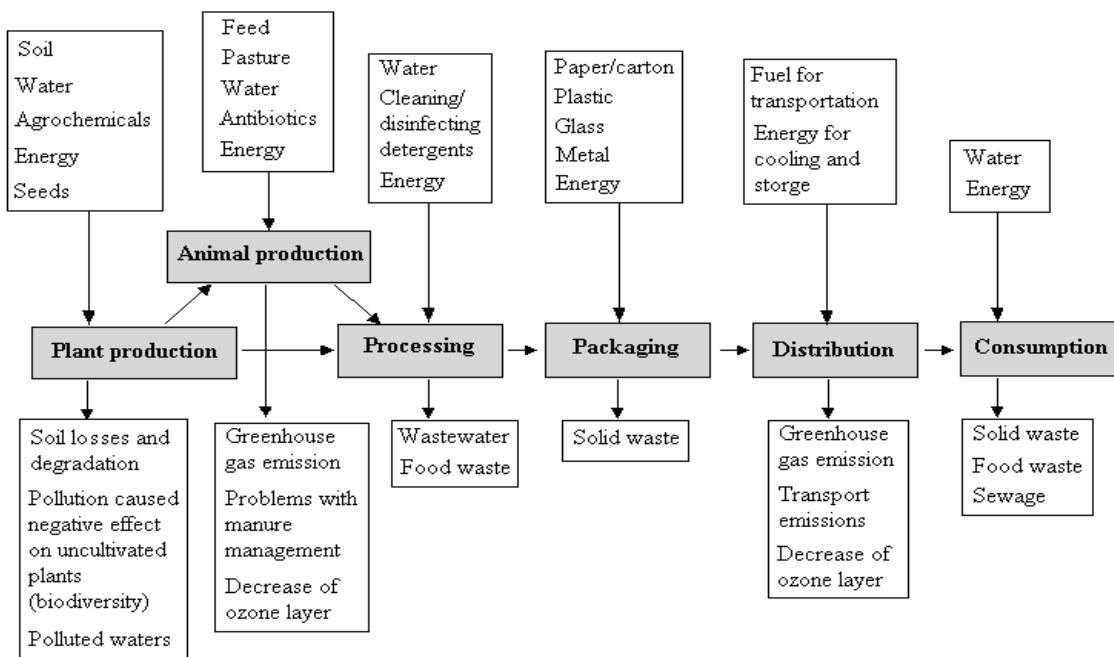 Soil
Water
Agrochemicals
Energy
Seeds
Feed
Pasture
Water
Antibiotics
Energy
Water
Cleaning/
disinfecting
detergents
Energy
Paper/carton
Plastic
Glass
Metal
Energy
Fuel for
transportation
Energy for
cooling and
storge
Water
Energy
Animal production
Plant production
Processing
Packaging
Distribution
Consumption
Soil losses and
degradation
Pollution caused
negative effect
on uncultivated
plants
(biodiversity)
Polluted waters
Greenhouse
gas emission
Problems with
manure
management
Decrease of
ozone layer
Wastewater
Food waste
Solid waste
Greenhouse
gas emission
Transport
emissions
Decrease of
ozone layer
Solid waste
Food waste
Sewage